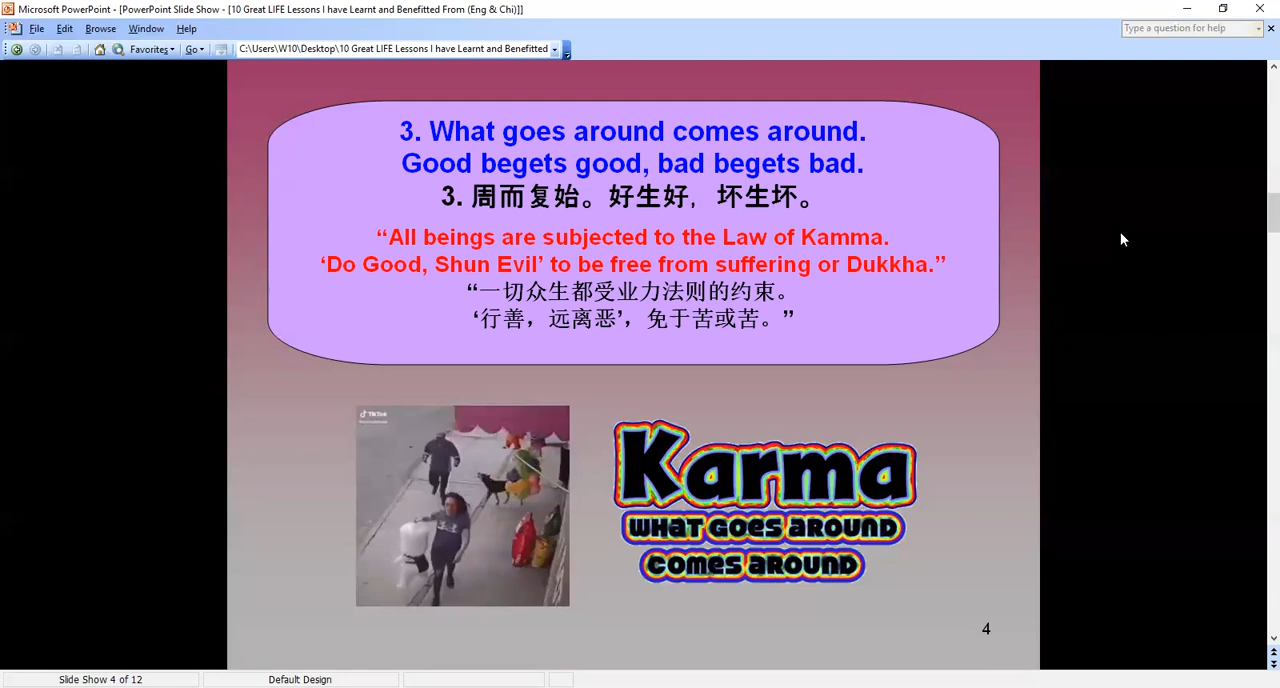 Microsoft PowerPoint - [PowerPoint Slide Show - [10 Great LIFE Lessons I have Learnt and Benefitted From (Eng & Chi)]]
File Edit Browse Window Help
Type a question for help
Favorites Go C:\Users\W10\Desktop\10 Great LIFE Lessons I have Learnt and Benefitted
3. What goes around comes around.
Good begets good, bad begets bad.
3. 周而复始。好生好，坏生坏。
“All beings are subjected to the Law of Kamma.
‘Do Good, Shun Evil’ to be free from suffering or Dukkha.”
“一切众生都受业力法则的约束。
‘行善，远离恶’，免于苦或苦。”
TikTok
Karma
WHAT GOES AROUND
COMES AROUND
4
Slide Show 4 of 12 Default Design